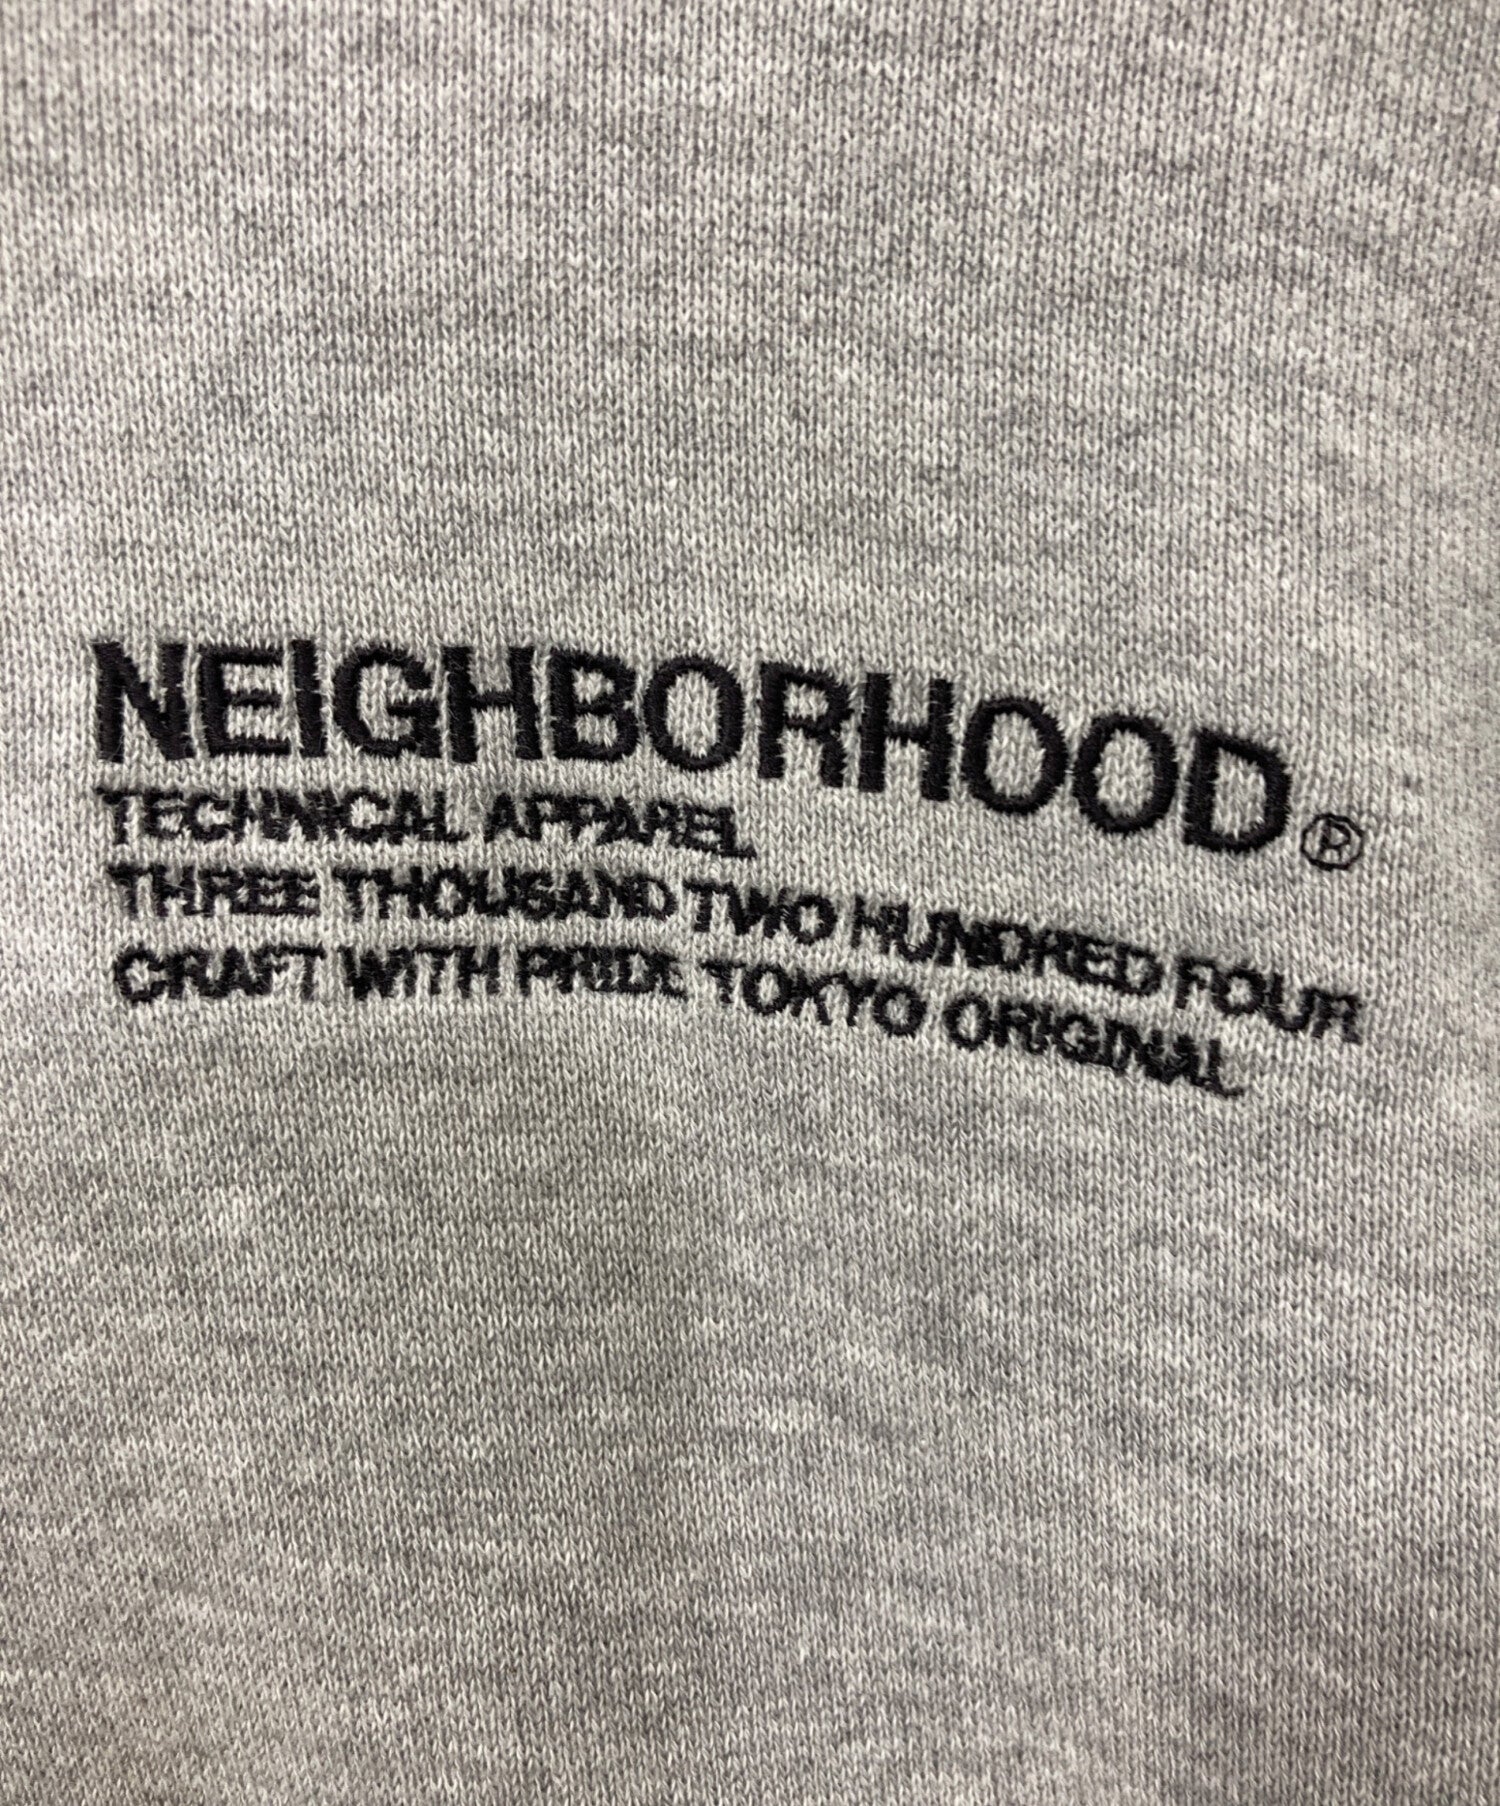 NEIGHBORHOOD®
TECHNICAL APPAREL
THREE THOUSAND TWO HUNDRED FOUR
CRAFT WITH PRIDE TOKYO ORIGINAL